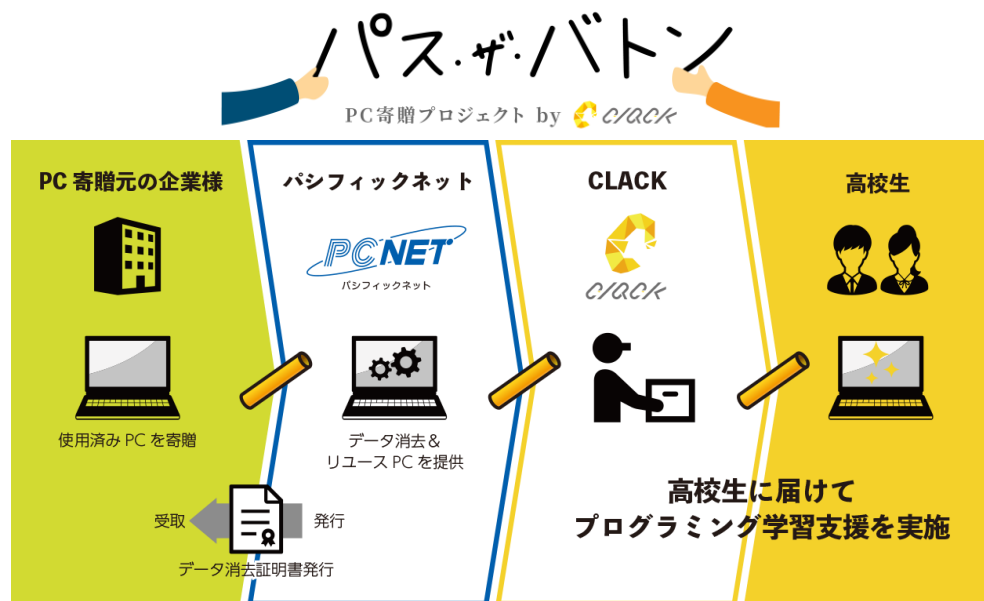 パス・ザ・バトン
PC寄贈プロジェクト by clack
PC 寄贈元の企業様
使用済み PC を寄贈
パシフィックネット
PC NET
パシフィックネット
データ消去＆
リユース PC を提供
受取
発行
データ消去証明書発行
CLACK
clack
高校生
高校生に届けて
プログラミング学習支援を実施